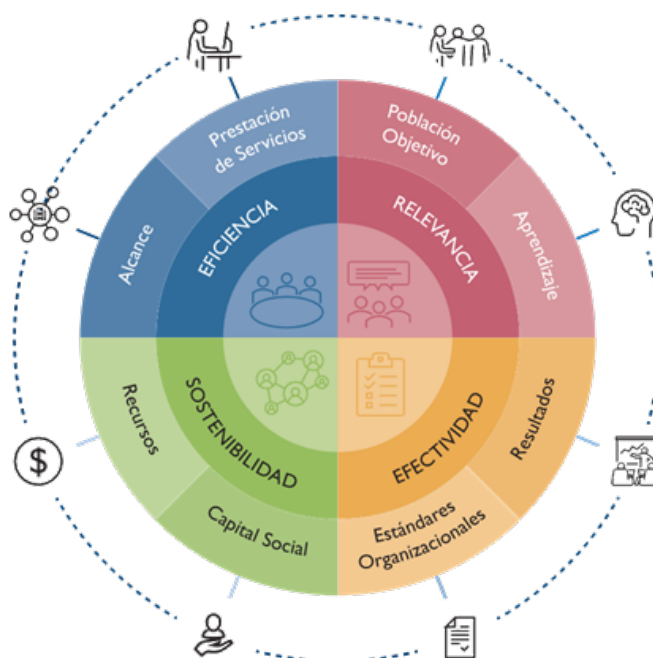 Prestación
de Servicios
Población
Objetivo
Alcance
EFICIENCIA
RELEVANCIA
Aprendizaje
Recursos
SOSTENIBILIDAD
EFECTIVIDAD
Resultados
Capital Social
Estándares
Organizacionales
$